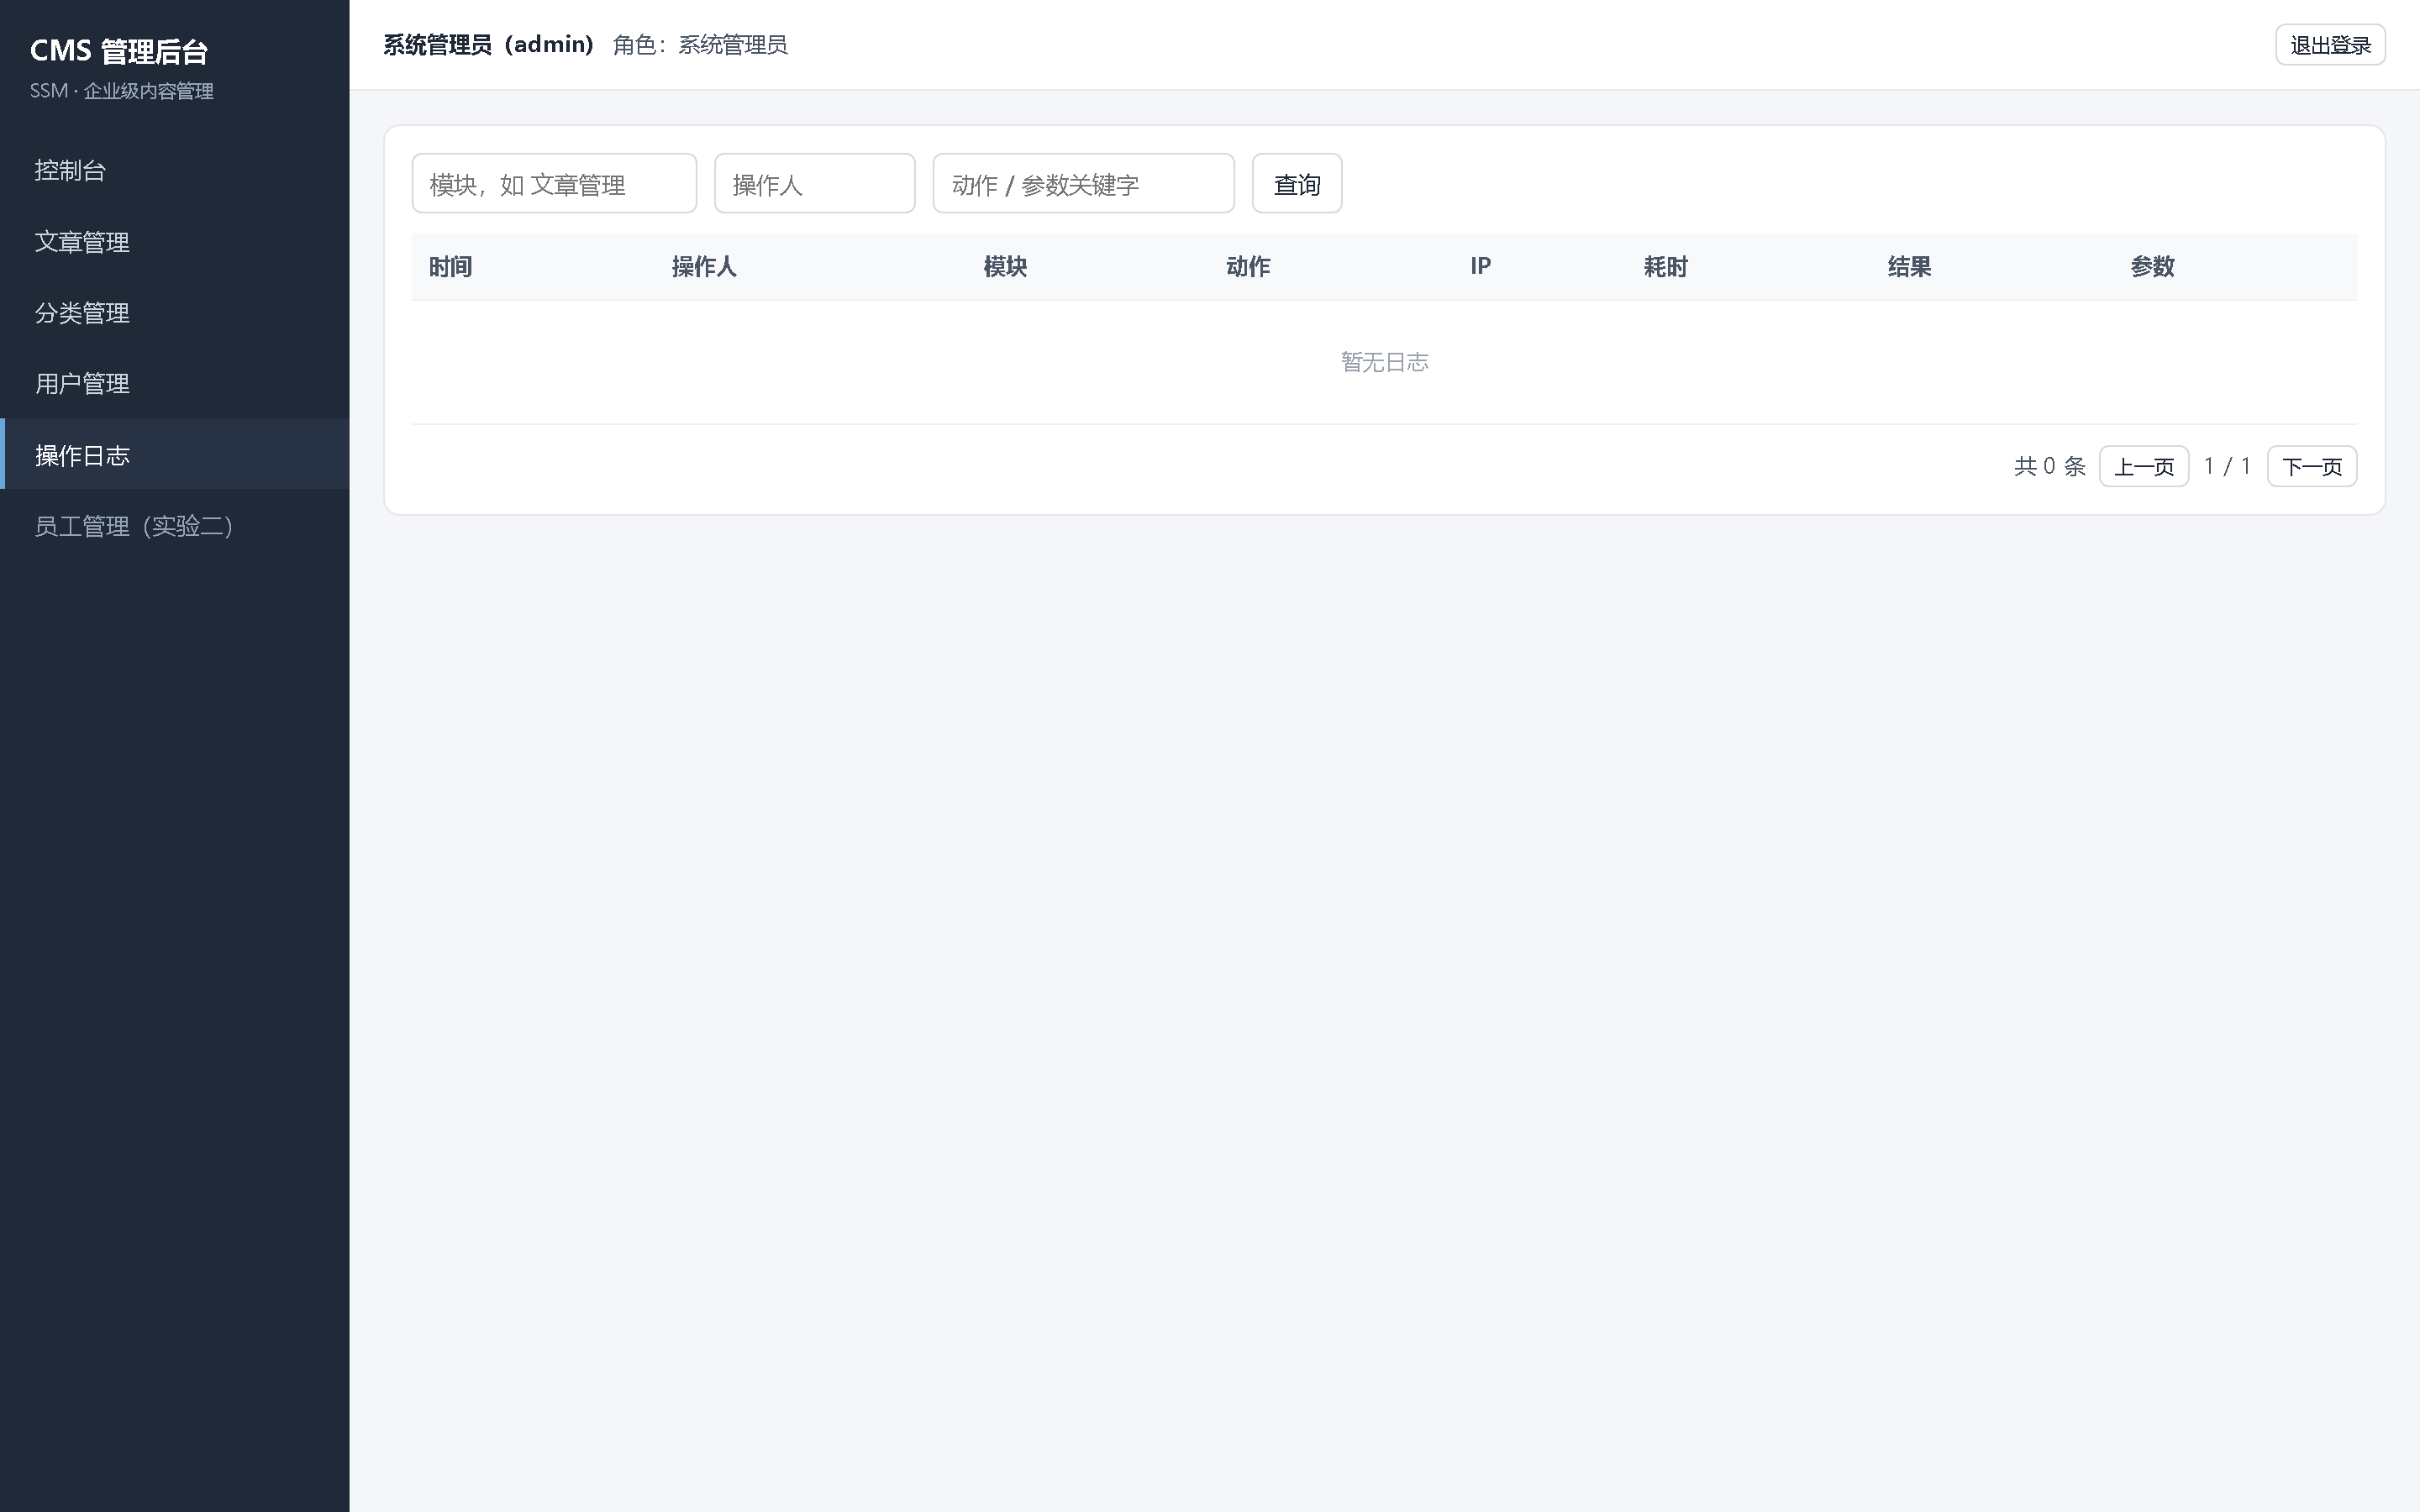 CMS 管理后台
SSM · 企业级内容管理
控制台
文章管理
分类管理
用户管理
操作日志
员工管理（实验二）
系统管理员（admin） 角色：系统管理员
退出登录
模块，如 文章管理 操作人 动作 / 参数关键字 查询
时间 操作人 模块 动作 IP 耗时 结果 参数
暂无日志
共 0 条 上一页 1 / 1 下一页